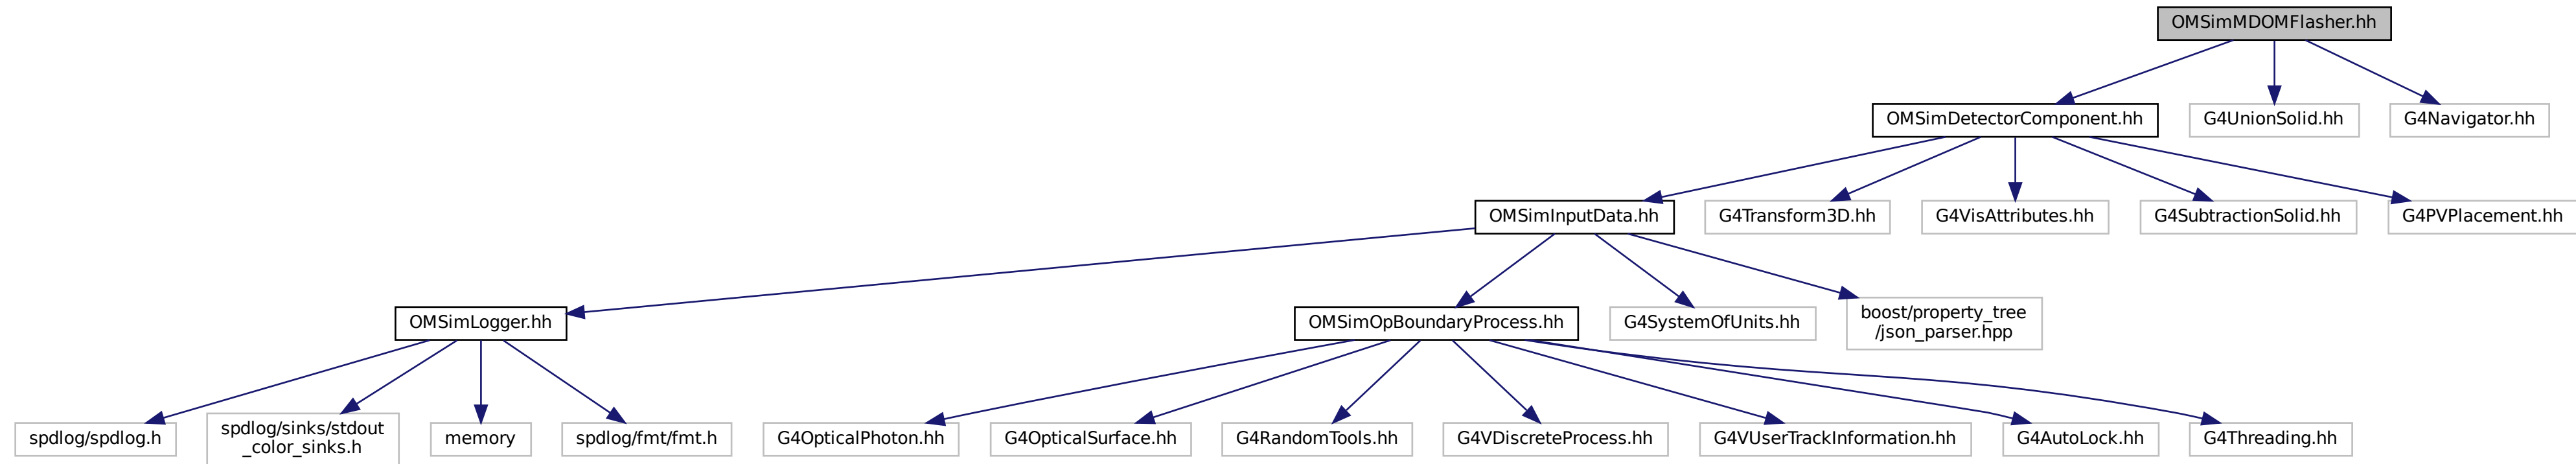 OMSimMDOMFlasher.hh
OMSimDetectorComponent.hh
G4UnionSolid.hh
G4Navigator.hh
OMSimInputData.hh
G4Transform3D.hh
G4VisAttributes.hh
G4SubtractionSolid.hh
G4PVPlacement.hh
OMSimLogger.hh
OMSimOpBoundaryProcess.hh
G4SystemOfUnits.hh
boost/property_tree
/json_parser.hpp
spdlog/spdlog.h
spdlog/sinks/stdout
_color_sinks.h
memory
spdlog/fmt/fmt.h
G4OpticalPhoton.hh
G4OpticalSurface.hh
G4RandomTools.hh
G4VDiscreteProcess.hh
G4VUserTrackInformation.hh
G4AutoLock.hh
G4Threading.hh